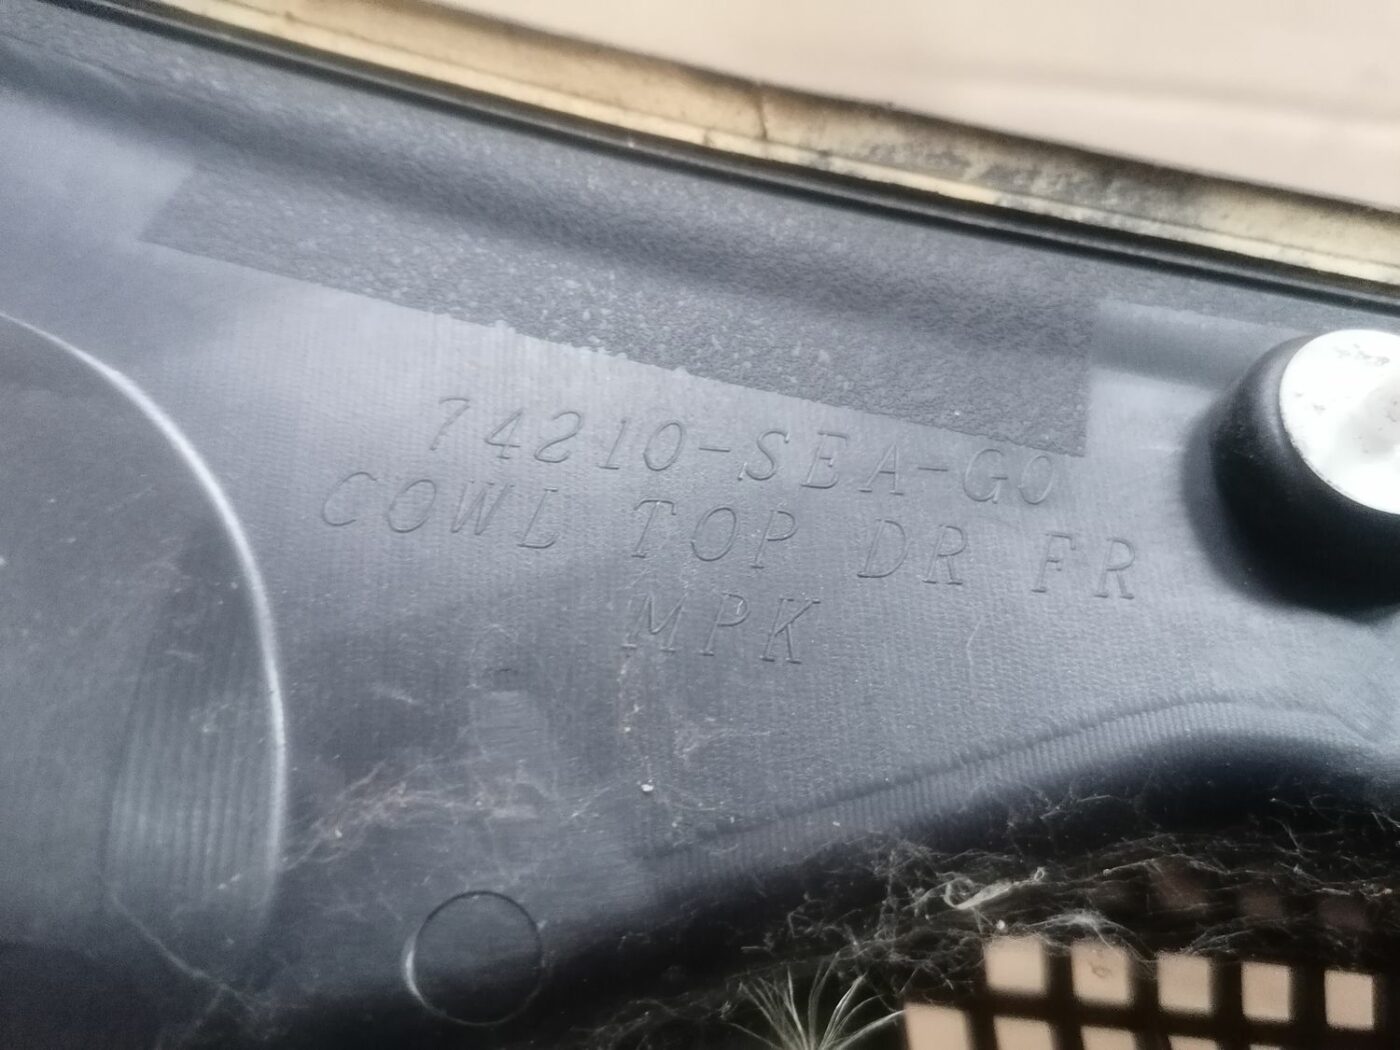 74210-SEA-G0
COWL TOP DR FR
MPK